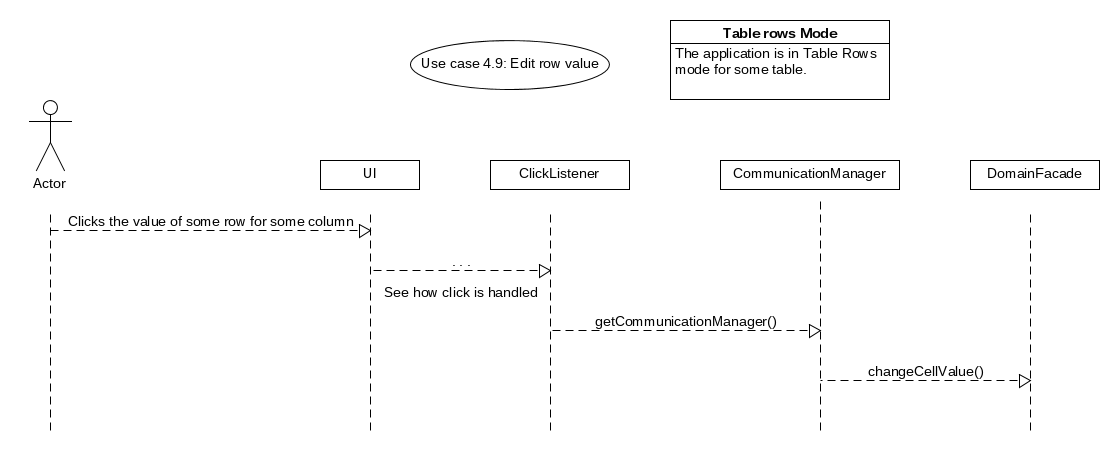 Table rows Mode
Use case 4.9: Edit row value
The application is in Table Rows
mode for some table.
Actor
UI
ClickListener
CommunicationManager
DomainFacade
Clicks the value of some row for some column
. . .
See how click is handled
getCommunicationManager()
changeCellValue()